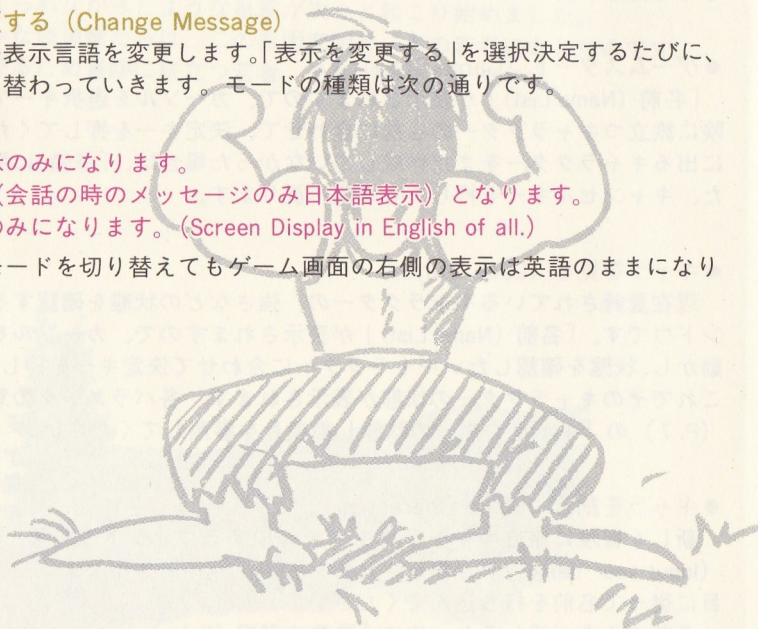 する (Change Message)
表示言語を変更します。「表示を変更する」を選択決定するたびに、
替わっていきます。モードの種類は次の通りです。
のみになります。
(会話の時のメッセージのみ日本語表示) となります。
のみになります。(Screen Display in English of all.)
モードを切り替えてもゲーム画面の右側の表示は英語のままになり